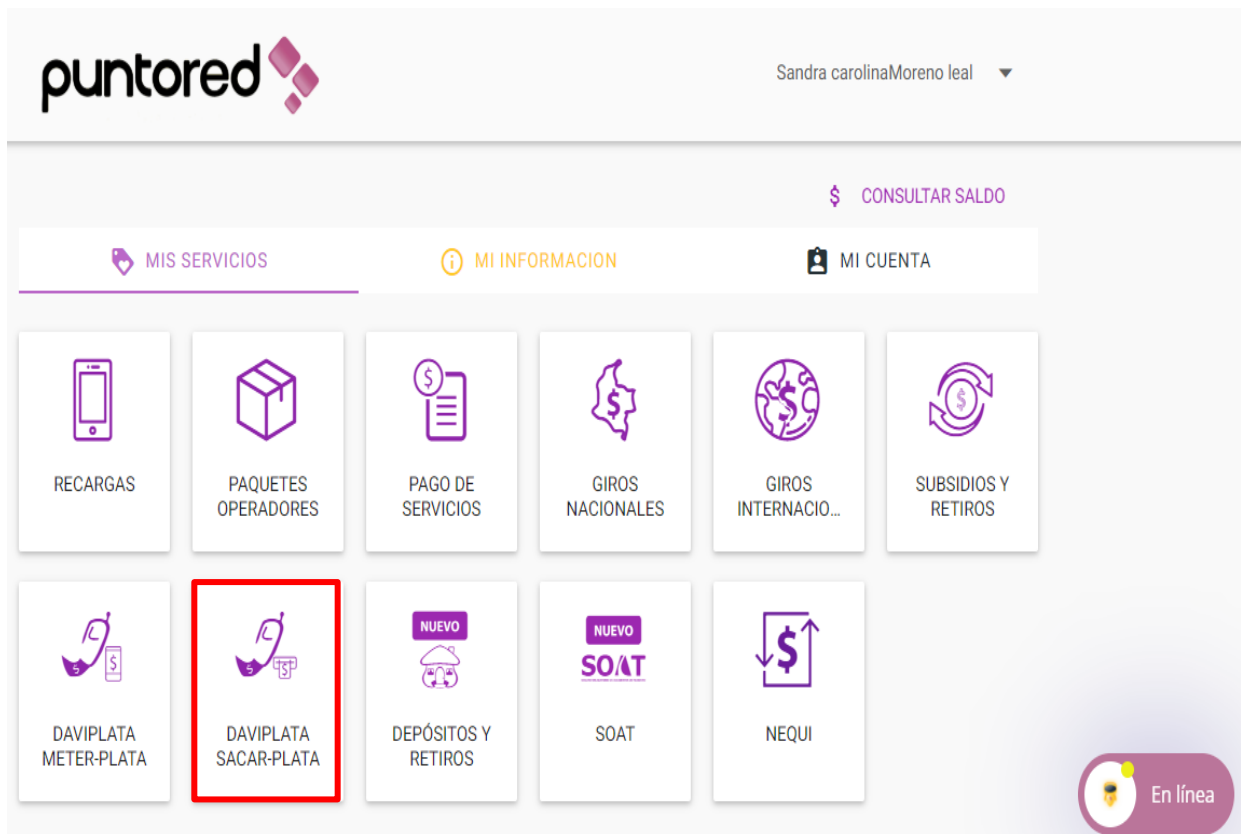 puntored
Sandra carolinaMoreno leal
$ CONSULTAR SALDO
MIS SERVICIOS
MI INFORMACION
MI CUENTA
RECARGAS
PAQUETES
OPERADORES
PAGO DE
SERVICIOS
GIROS
NACIONALES
GIROS
INTERNACIO...
SUBSIDIOS Y
RETIROS
DAVIPLATA
METER-PLATA
DAVIPLATA
SACAR-PLATA
NUEVO
DEPÓSITOS Y
RETIROS
NUEVO
SOAT
SOAT
NEQUI
En línea